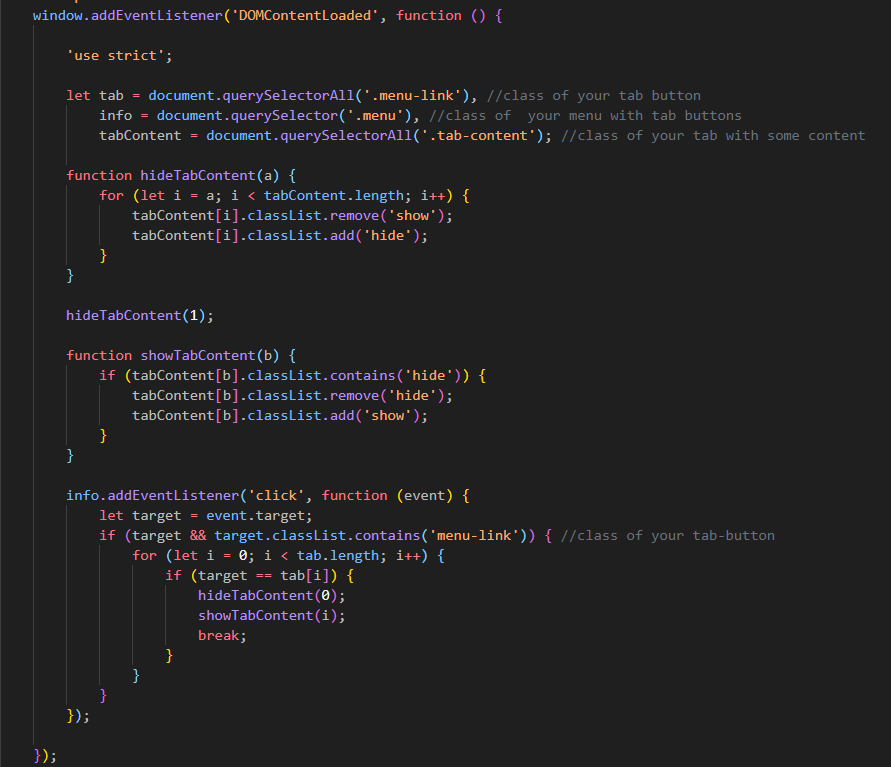 window.addEventListener('DOMContentLoaded', function () {
'use strict';
let tab = document.querySelectorAll('.menu-link'), //class of your tab button
info = document.querySelector('.menu'), //class of  your menu with tab buttons
tabContent = document.querySelectorAll('.tab-content'); //class of your tab with some content
function hideTabContent(a) {
for (let i = a; i < tabContent.length; i++) {
tabContent[i].classList.remove('show');
tabContent[i].classList.add('hide');
}
}
hideTabContent(1);
function showTabContent(b) {
if (tabContent[b].classList.contains('hide')) {
tabContent[b].classList.remove('hide');
tabContent[b].classList.add('show');
}
}
info.addEventListener('click', function (event) {
let target = event.target;
if (target && target.classList.contains('menu-link')) { //class of your tab-button
for (let i = 0; i < tab.length; i++) {
if (target == tab[i]) {
hideTabContent(0);
showTabContent(i);
break;
}
}
}
});
});